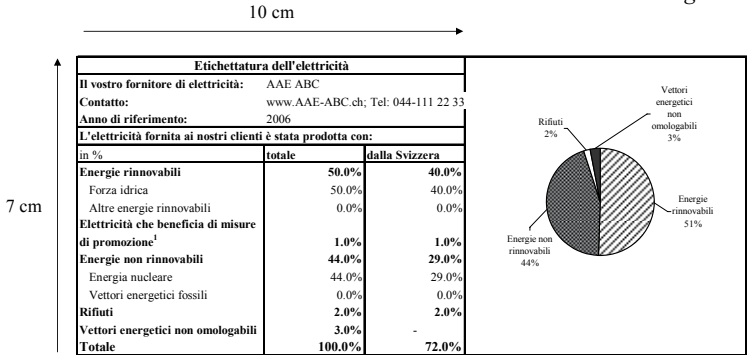 10 cm
7 cm
Etichettatura dell'elettricità
Il vostro fornitore di elettricità: AAE ABC
Contatto: www.AAE-ABC.ch; Tel: 044-111 22 33
Anno di riferimento: 2006
L'elettricità fornita ai nostri clienti è stata prodotta con:
in % totale dalla Svizzera
Energie rinnovabili 50.0% 40.0%
Forza idrica 50.0% 40.0%
Altre energie rinnovabili 0.0% 0.0%
Elettricità che beneficia di misure
di promozione1 1.0% 1.0%
Energie non rinnovabili 44.0% 29.0%
Energia nucleare 44.0% 29.0%
Vettori energetici fossili 0.0% 0.0%
Rifiuti 2.0% 2.0%
Vettori energetici non omologabili 3.0% -
Totale 100.0% 72.0%
Vettori
energetici
non
omologabili
3%
Rifiuti
2%
Energie
rinnovabili
51%
Energie non
rinnovabili
44%